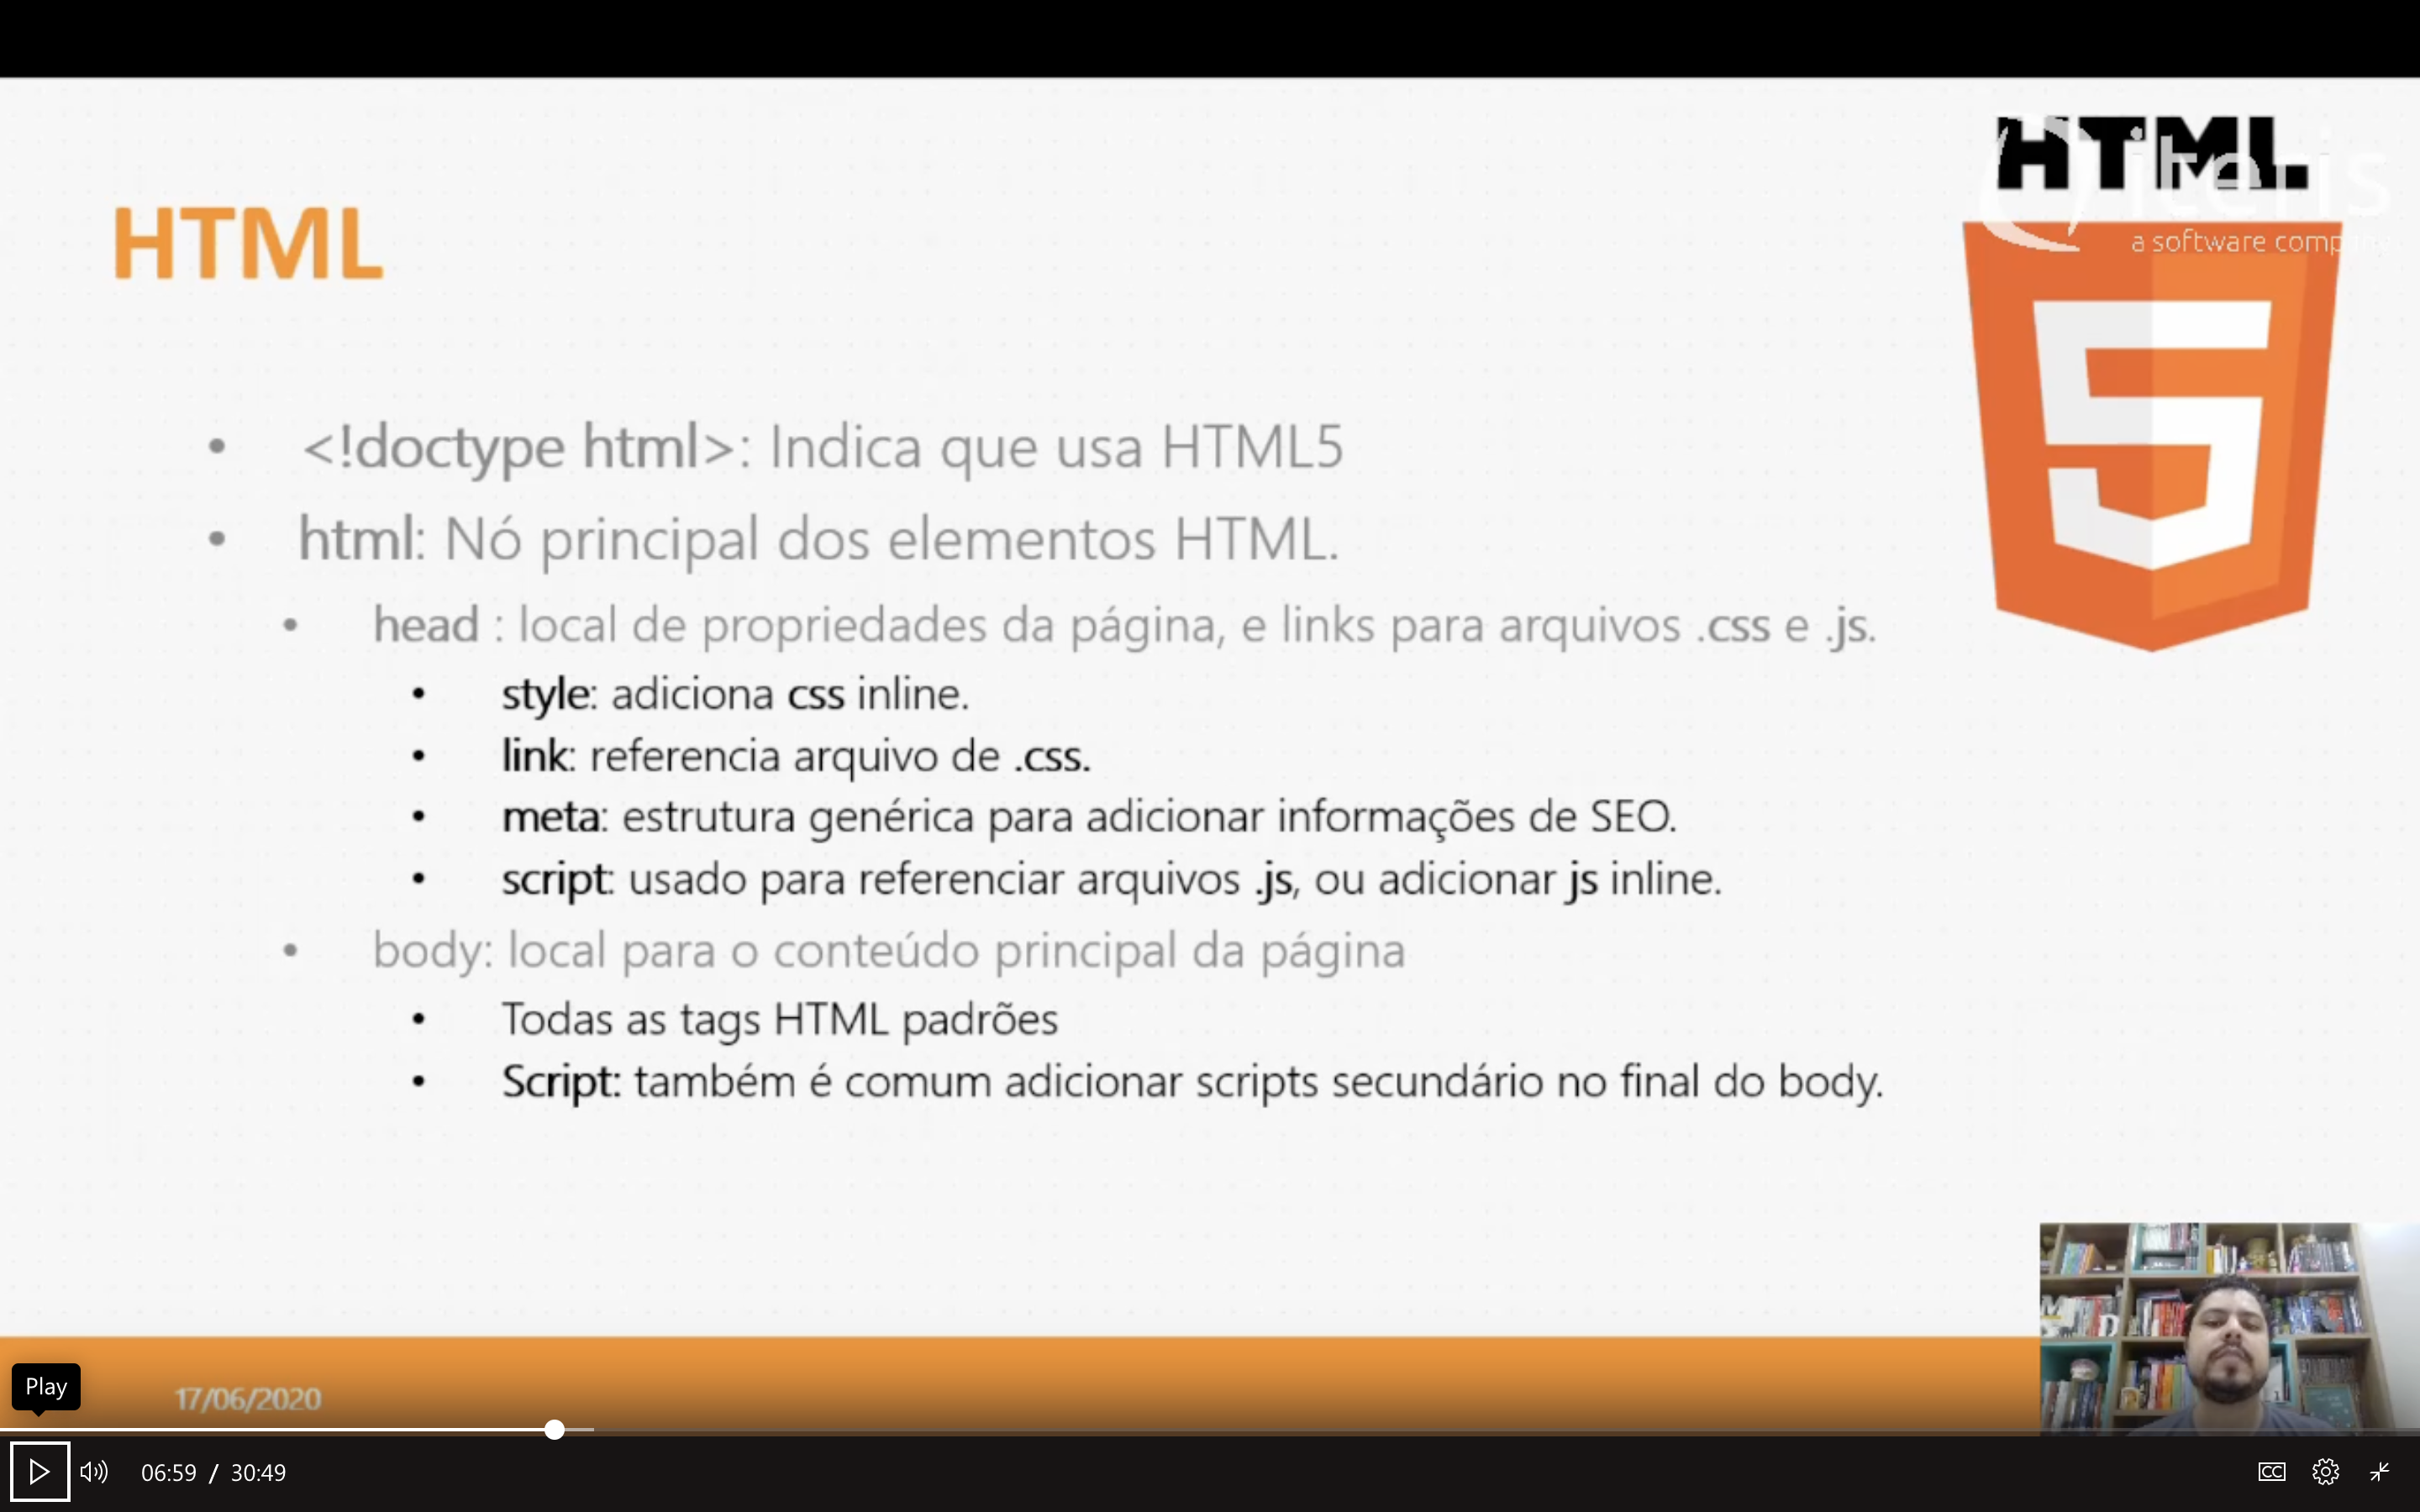 HTML
HTML
iteris
a software company
<!doctype html>: Indica que usa HTML5
html: Nó principal dos elementos HTML.
head : local de propriedades da página, e links para arquivos .css e .js.
style: adiciona css inline.
link: referencia arquivo de .css.
meta: estrutura genérica para adicionar informações de SEO.
script: usado para referenciar arquivos .js, ou adicionar js inline.
body: local para o conteúdo principal da página
Todas as tags HTML padrões
Script: também é comum adicionar scripts secundário no final do body.
Play
17/06/2020
06:59 / 30:49
CC